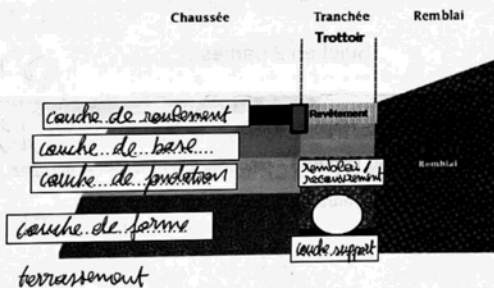 Chaussée Tranchée Remblai
Trottoir
couche de roulement Revêtement
couche de base
couche de fondation remblai / Remblai
recouvrement
couche de forme
couche support
terrassement